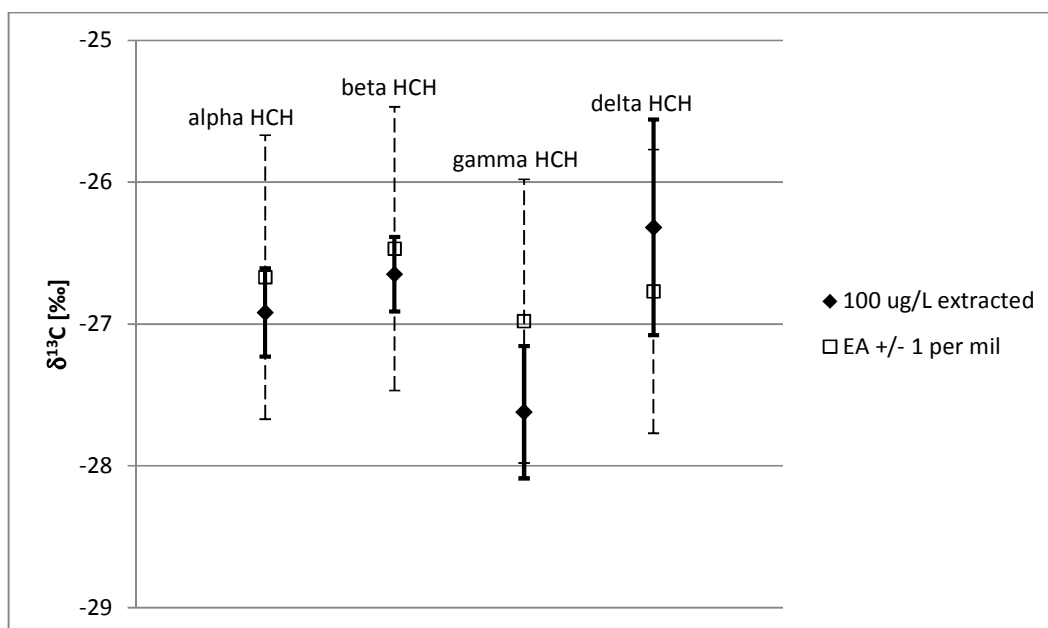 -25
beta HCH
delta HCH
alpha HCH
gamma HCH
-26
δ¹³C [‰]
-27
100 ug/L extracted
EA +/- 1 per mil
-28
-29